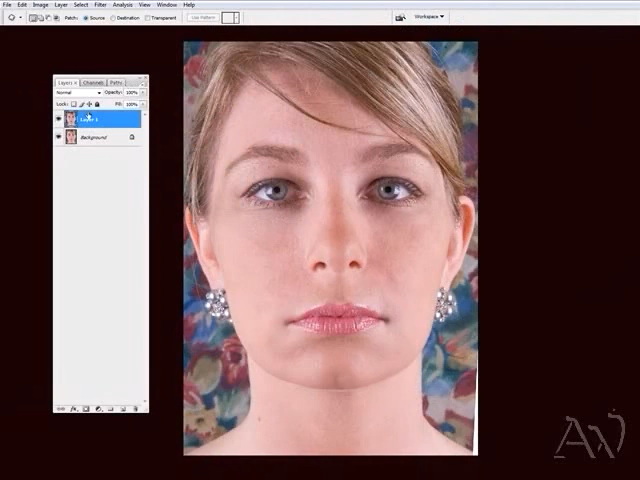 File Edit Image Layer Select Filter Analysis View Window Help
Patch: Source Destination Transparent Use Pattern Workspace
Layers x Channels Paths
Normal Opacity: 100%
Lock: Fill: 100%
Layer 1
Background
AW